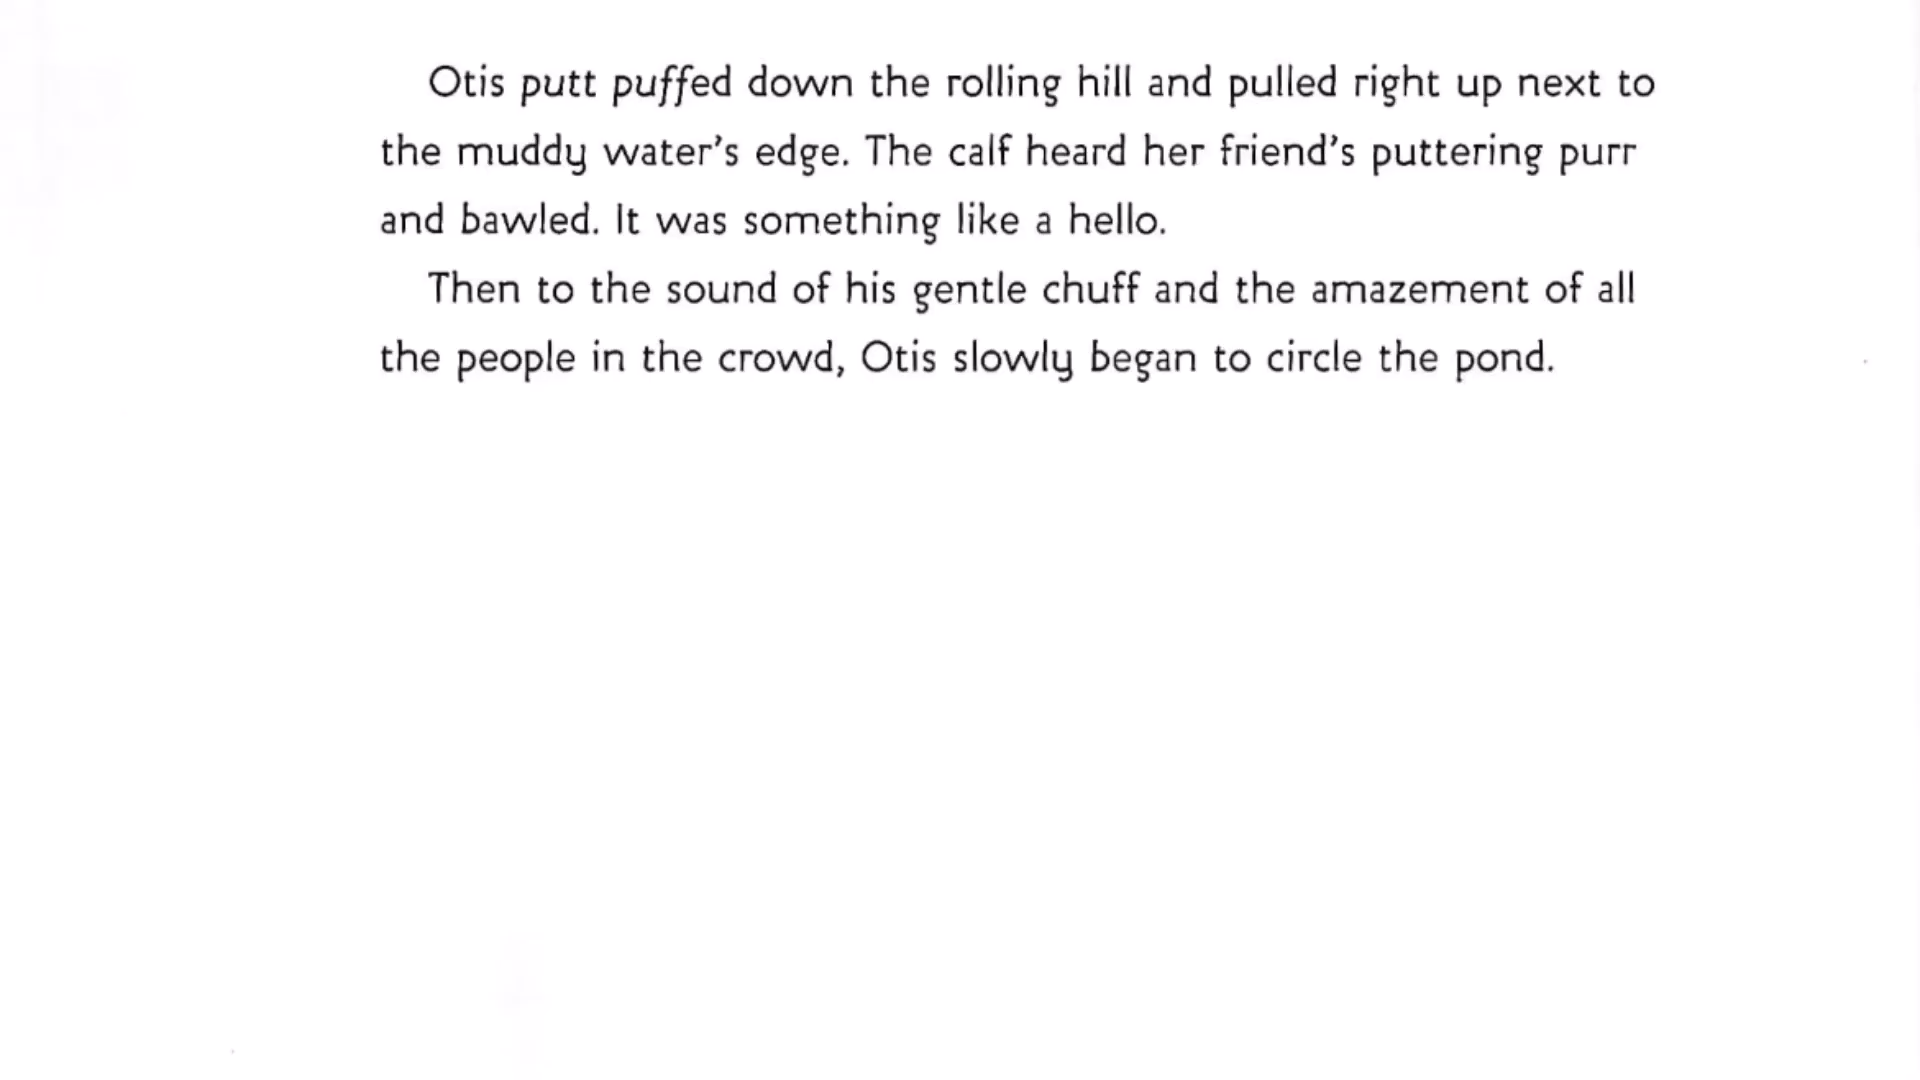 Otis putt puffed down the rolling hill and pulled right up next to
the muddy water's edge. The calf heard her friend's puttering purr
and bawled. It was something like a hello.
Then to the sound of his gentle chuff and the amazement of all
the people in the crowd, Otis slowly began to circle the pond.